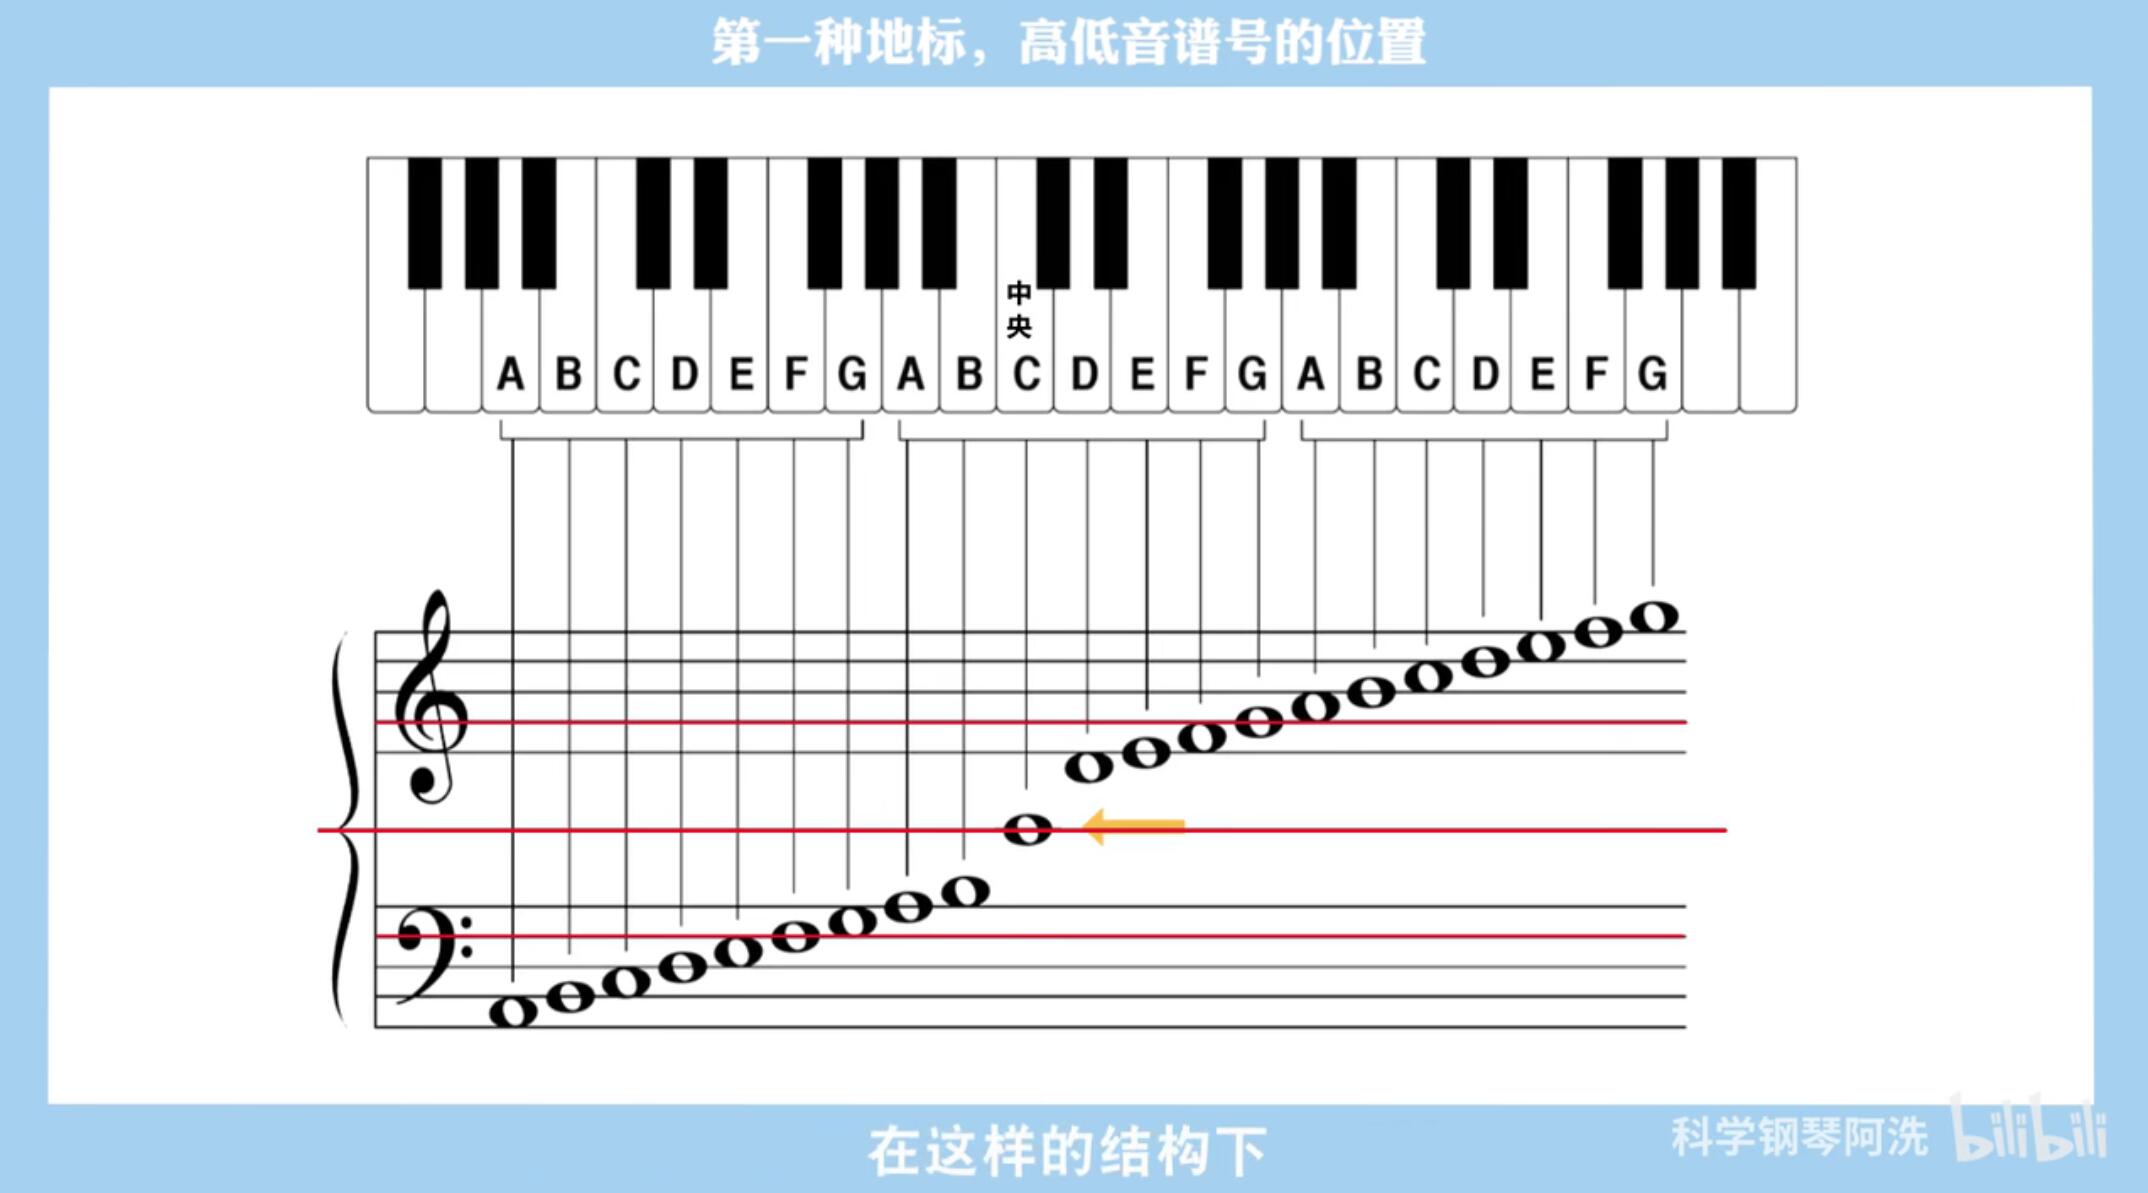 第一种地标，高低音谱号的位置
中
央
A B C D E F G A B C D E F G A B C D E F G
在这样的结构下
科学钢琴阿洗 bilibili